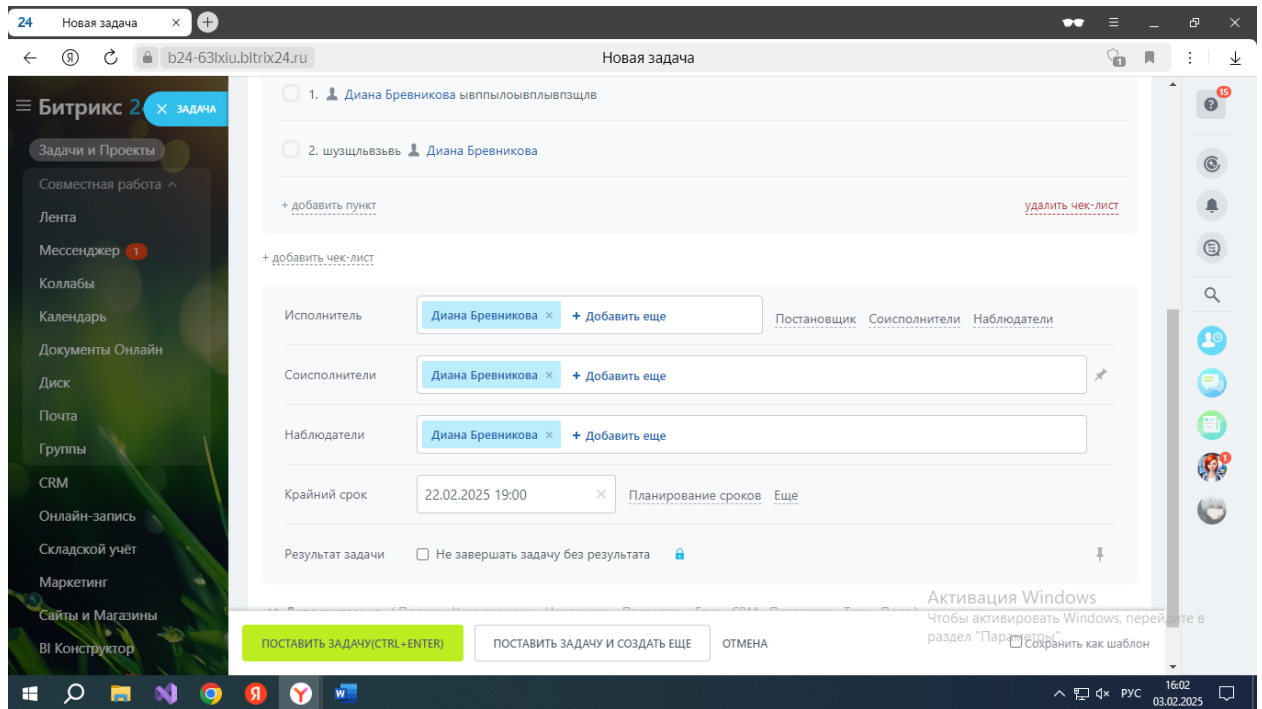 24 Новая задача
b24-63lxiu.bitrix24.ru Новая задача
1
Битрикс 2
ЗАДАЧА
Задачи и Проекты
Совместная работа
Лента
Мессенджер 1
Коллабы
Календарь
Документы Онлайн
Диск
Почта
Группы
CRM
Онлайн-запись
Складской учёт
Маркетинг
Сайты и Магазины
BI Конструктор
1. Диана Бревникова ывппылоывплывпзщлв
2. шузщльвзьвь Диана Бревникова
+ добавить пункт удалить чек-лист
+ добавить чек-лист
Исполнитель Диана Бревникова × + Добавить еще Постановщик Соисполнители Наблюдатели
Соисполнители Диана Бревникова × + Добавить еще
Наблюдатели Диана Бревникова × + Добавить еще
Крайний срок 22.02.2025 19:00 × Планирование сроков Еще
Результат задачи Не завершать задачу без результата
ПОСТАВИТЬ ЗАДАЧУ(CTRL+ENTER) ПОСТАВИТЬ ЗАДАЧУ И СОЗДАТЬ ЕЩЕ ОТМЕНА
Сохранить как шаблон
Активация Windows
Чтобы активировать Windows, перейдите в
раздел "Параметры".
15
1
РУС
16:02
03.02.2025